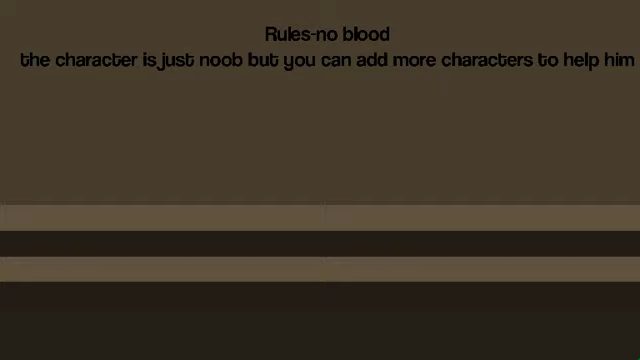 Rules-no blood
the character is just noob but you can add more characters to help him